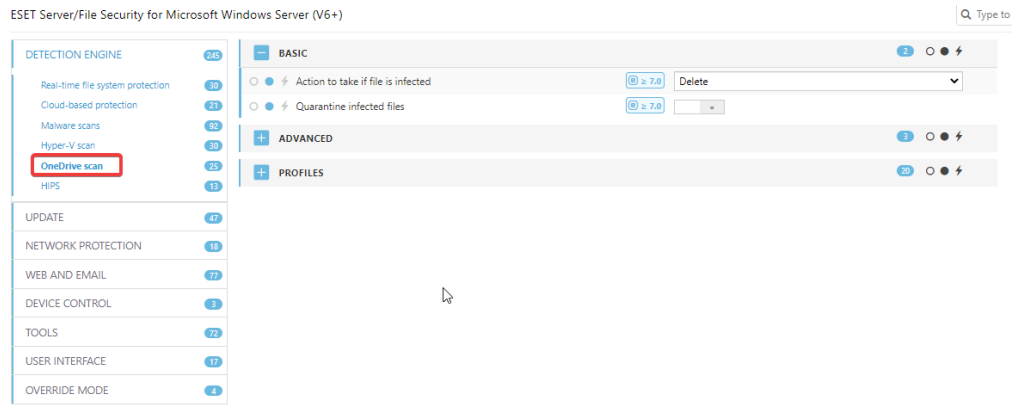 ESET Server/File Security for Microsoft Windows Server (V6+)
Type to
DETECTION ENGINE 245
Real-time file system protection 30
Cloud-based protection 21
Malware scans 92
Hyper-V scan 30
OneDrive scan 25
HIPS 13
UPDATE 47
NETWORK PROTECTION 18
WEB AND EMAIL 77
DEVICE CONTROL 3
TOOLS 72
USER INTERFACE 17
OVERRIDE MODE 4
BASIC 2
Action to take if file is infected ≥ 7.0 Delete
Quarantine infected files ≥ 7.0
ADVANCED 3
PROFILES 20